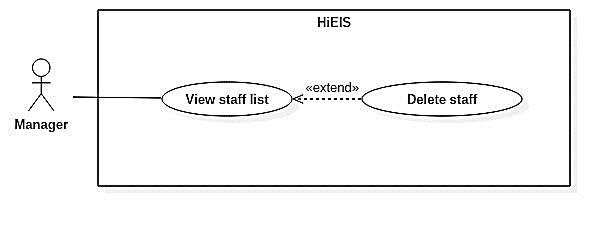 HiEIS
«extend»
View staff list
Delete staff
Manager